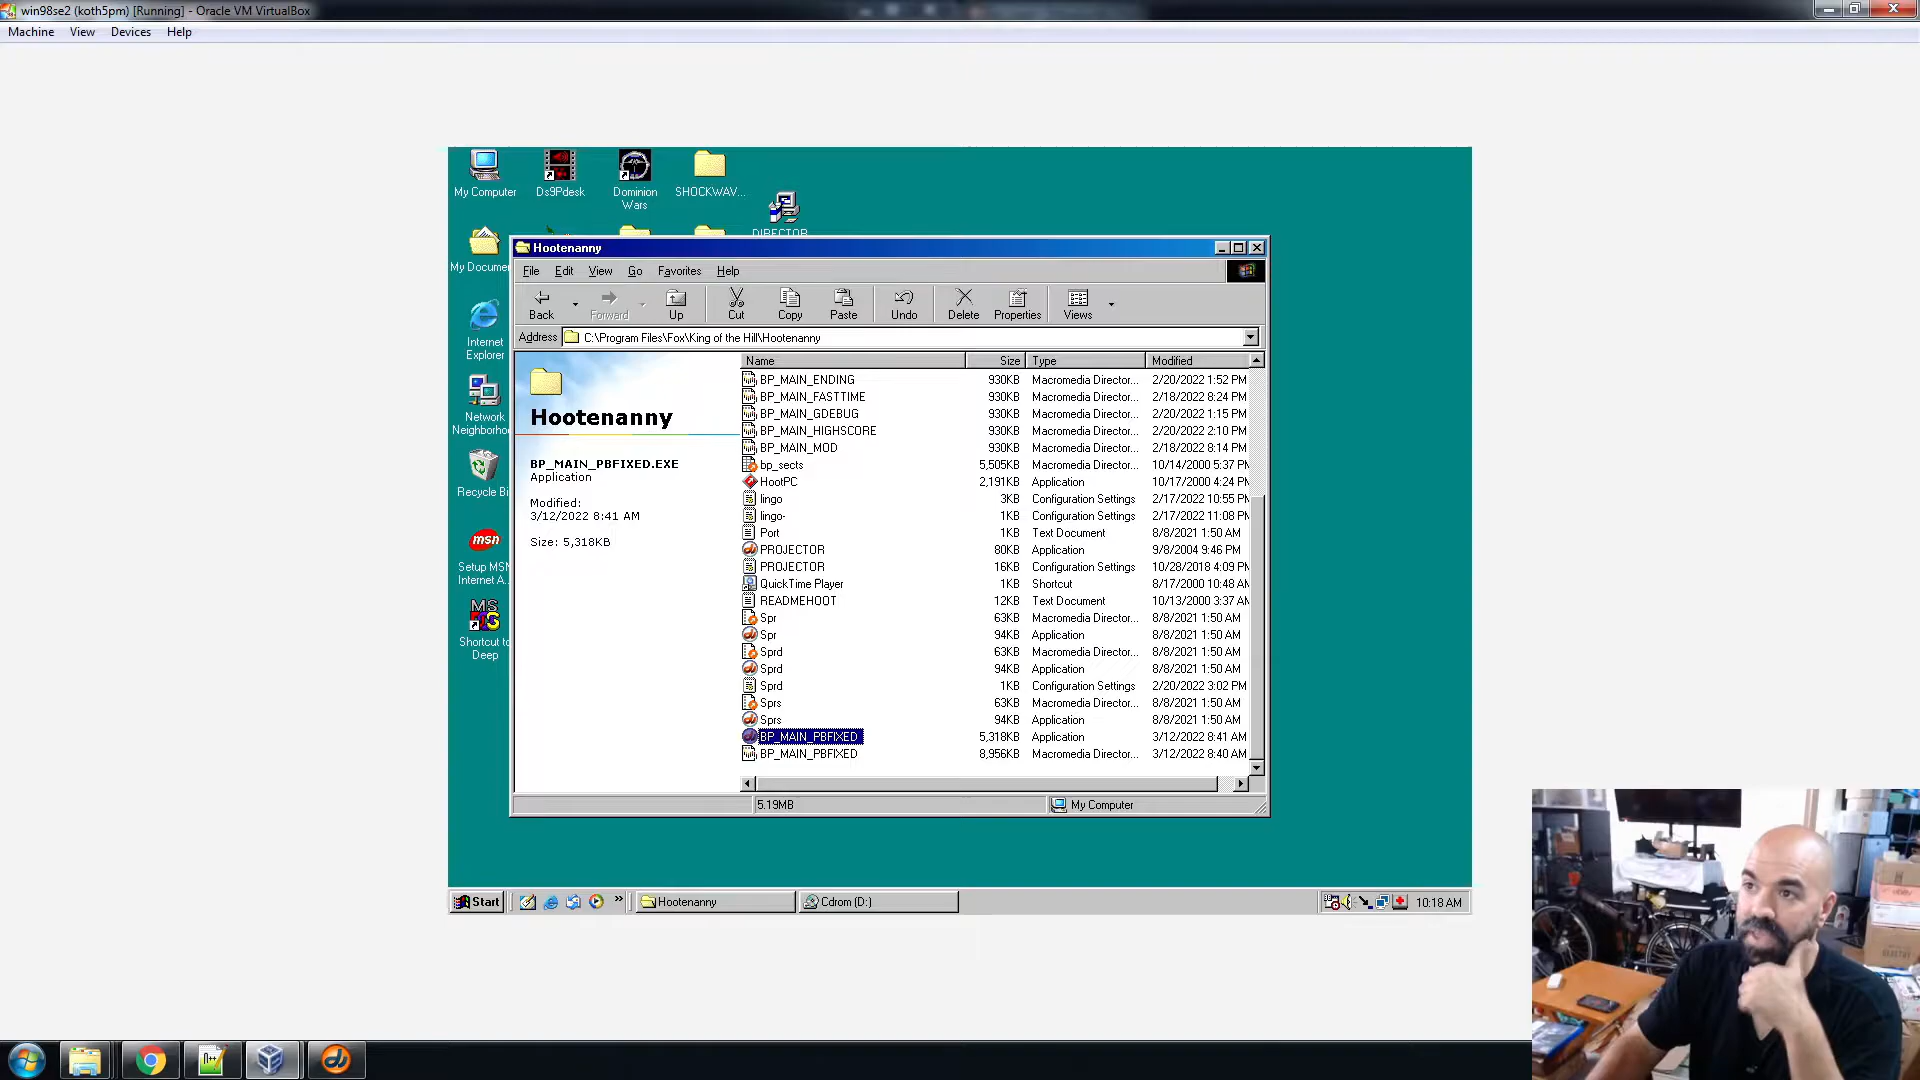 win98se2 (koth5pm) [Running] - Oracle VM VirtualBox
Machine View Devices Help
My Computer
Ds9Pdesk
Dominion
Wars
SHOCKWAV...
DIRECTOR
My Docume
Internet
Explorer
Network
Neighborho
Recycle Bi
msn
Setup MSN
Internet A...
MS
Shortcut to
Deep
Hootenanny
File Edit View Go Favorites Help
Back Forward Up Cut Copy Paste Undo Delete Properties Views
Address C:\Program Files\Fox\King of the Hill\Hootenanny
Hootenanny
BP_MAIN_PBFIXED.EXE
Application
Modified:
3/12/2022 8:41 AM
Size: 5,318KB
Name Size Type Modified
BP_MAIN_ENDING 930KB Macromedia Director... 2/20/2022 1:52 PM
BP_MAIN_FASTTIME 930KB Macromedia Director... 2/18/2022 8:24 PM
BP_MAIN_GDEBUG 930KB Macromedia Director... 2/20/2022 1:15 PM
BP_MAIN_HIGHSCORE 930KB Macromedia Director... 2/20/2022 2:10 PM
BP_MAIN_MOD 930KB Macromedia Director... 2/18/2022 8:14 PM
bp_sects 5,505KB Macromedia Director... 10/14/2000 5:37 PM
HootPC 2,191KB Application 10/17/2000 4:24 PM
lingo 3KB Configuration Settings 2/17/2022 10:55 PM
lingo- 1KB Configuration Settings 2/17/2022 11:08 PM
Port 1KB Text Document 8/8/2021 1:50 AM
PROJECTOR 80KB Application 9/8/2004 9:46 PM
PROJECTOR 16KB Configuration Settings 10/28/2018 4:09 PM
QuickTime Player 1KB Shortcut 8/17/2000 10:48 AM
READMEHOOT 12KB Text Document 10/13/2000 3:37 AM
Spr 63KB Macromedia Director... 8/8/2021 1:50 AM
Spr 94KB Application 8/8/2021 1:50 AM
Sprd 63KB Macromedia Director... 8/8/2021 1:50 AM
Sprd 94KB Application 8/8/2021 1:50 AM
Sprd 1KB Configuration Settings 2/20/2022 3:02 PM
Sprs 63KB Macromedia Director... 8/8/2021 1:50 AM
Sprs 94KB Application 8/8/2021 1:50 AM
BP_MAIN_PBFIXED 5,318KB Application 3/12/2022 8:41 AM
BP_MAIN_PBFIXED 8,956KB Macromedia Director... 3/12/2022 8:40 AM
5.19MB My Computer
Start Hootenanny Cdrom (D:) 10:18 AM